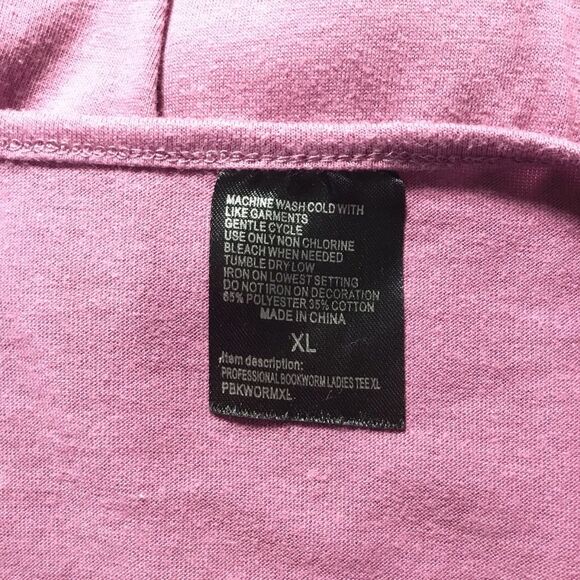 MACHINE WASH COLD WITH
LIKE GARMENTS
GENTLE CYCLE
USE ONLY NON CHLORINE
BLEACH WHEN NEEDED
TUMBLE DRY LOW
IRON ON LOWEST SETTING
DO NOT IRON ON DECORATION
65% POLYESTER 35% COTTON
MADE IN CHINA
XL
Item description:
PROFESSIONAL BOOKWORM LADIES TEE XL
PBKWORMXL